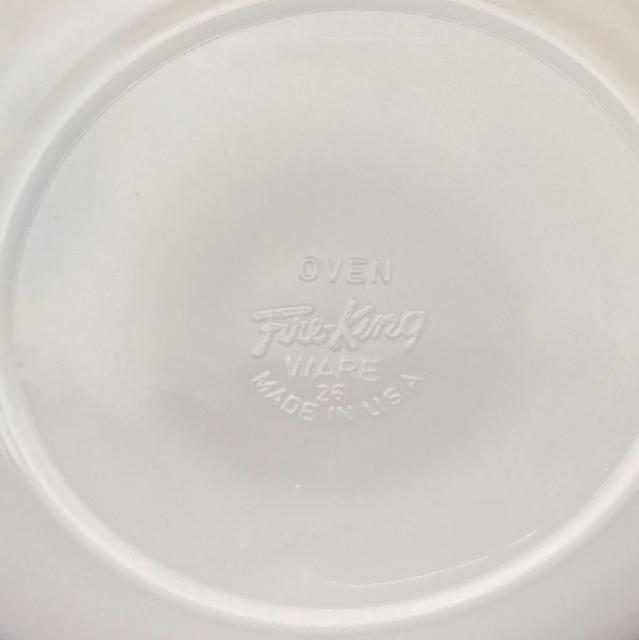 OVEN
Fire-King
WARE
26
MADE IN U.S.A.